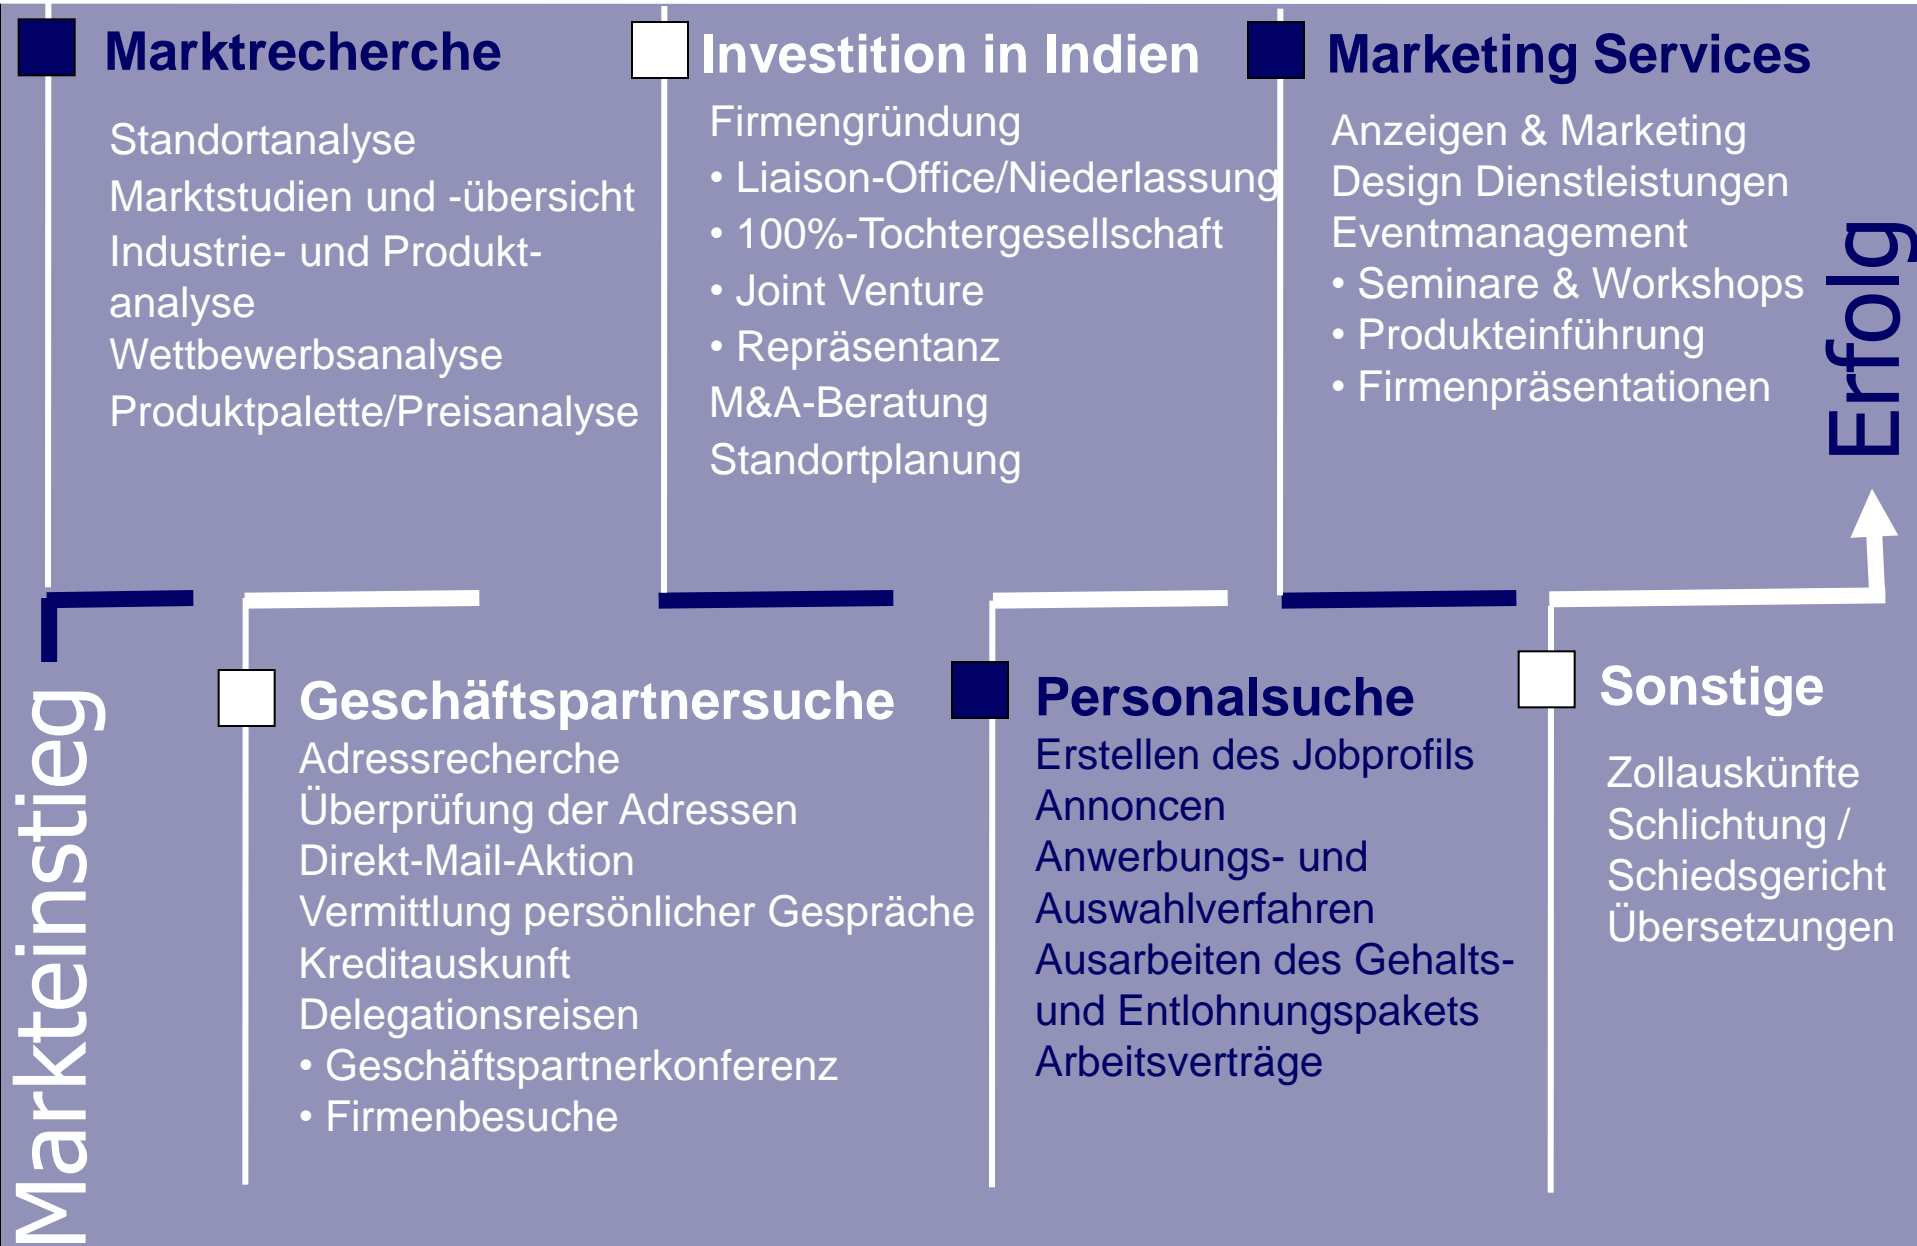 Marktrecherche
Standortanalyse
Marktstudien und -übersicht
Industrie- und Produkt-
analyse
Wettbewerbsanalyse
Produktpalette/Preisanalyse
Investition in Indien
Firmengründung
• Liaison-Office/Niederlassung
• 100%-Tochtergesellschaft
• Joint Venture
• Repräsentanz
M&A-Beratung
Standortplanung
Marketing Services
Anzeigen & Marketing
Design Dienstleistungen
Eventmanagement
• Seminare & Workshops
• Produkteinführung
• Firmenpräsentationen
Erfolg
Markteinstieg
Geschäftspartnersuche
Adressrecherche
Überprüfung der Adressen
Direkt-Mail-Aktion
Vermittlung persönlicher Gespräche
Kreditauskunft
Delegationsreisen
• Geschäftspartnerkonferenz
• Firmenbesuche
Personalsuche
Erstellen des Jobprofils
Annoncen
Anwerbungs- und
Auswahlverfahren
Ausarbeiten des Gehalts-
und Entlohnungspakets
Arbeitsverträge
Sonstige
Zollauskünfte
Schlichtung /
Schiedsgericht
Übersetzungen